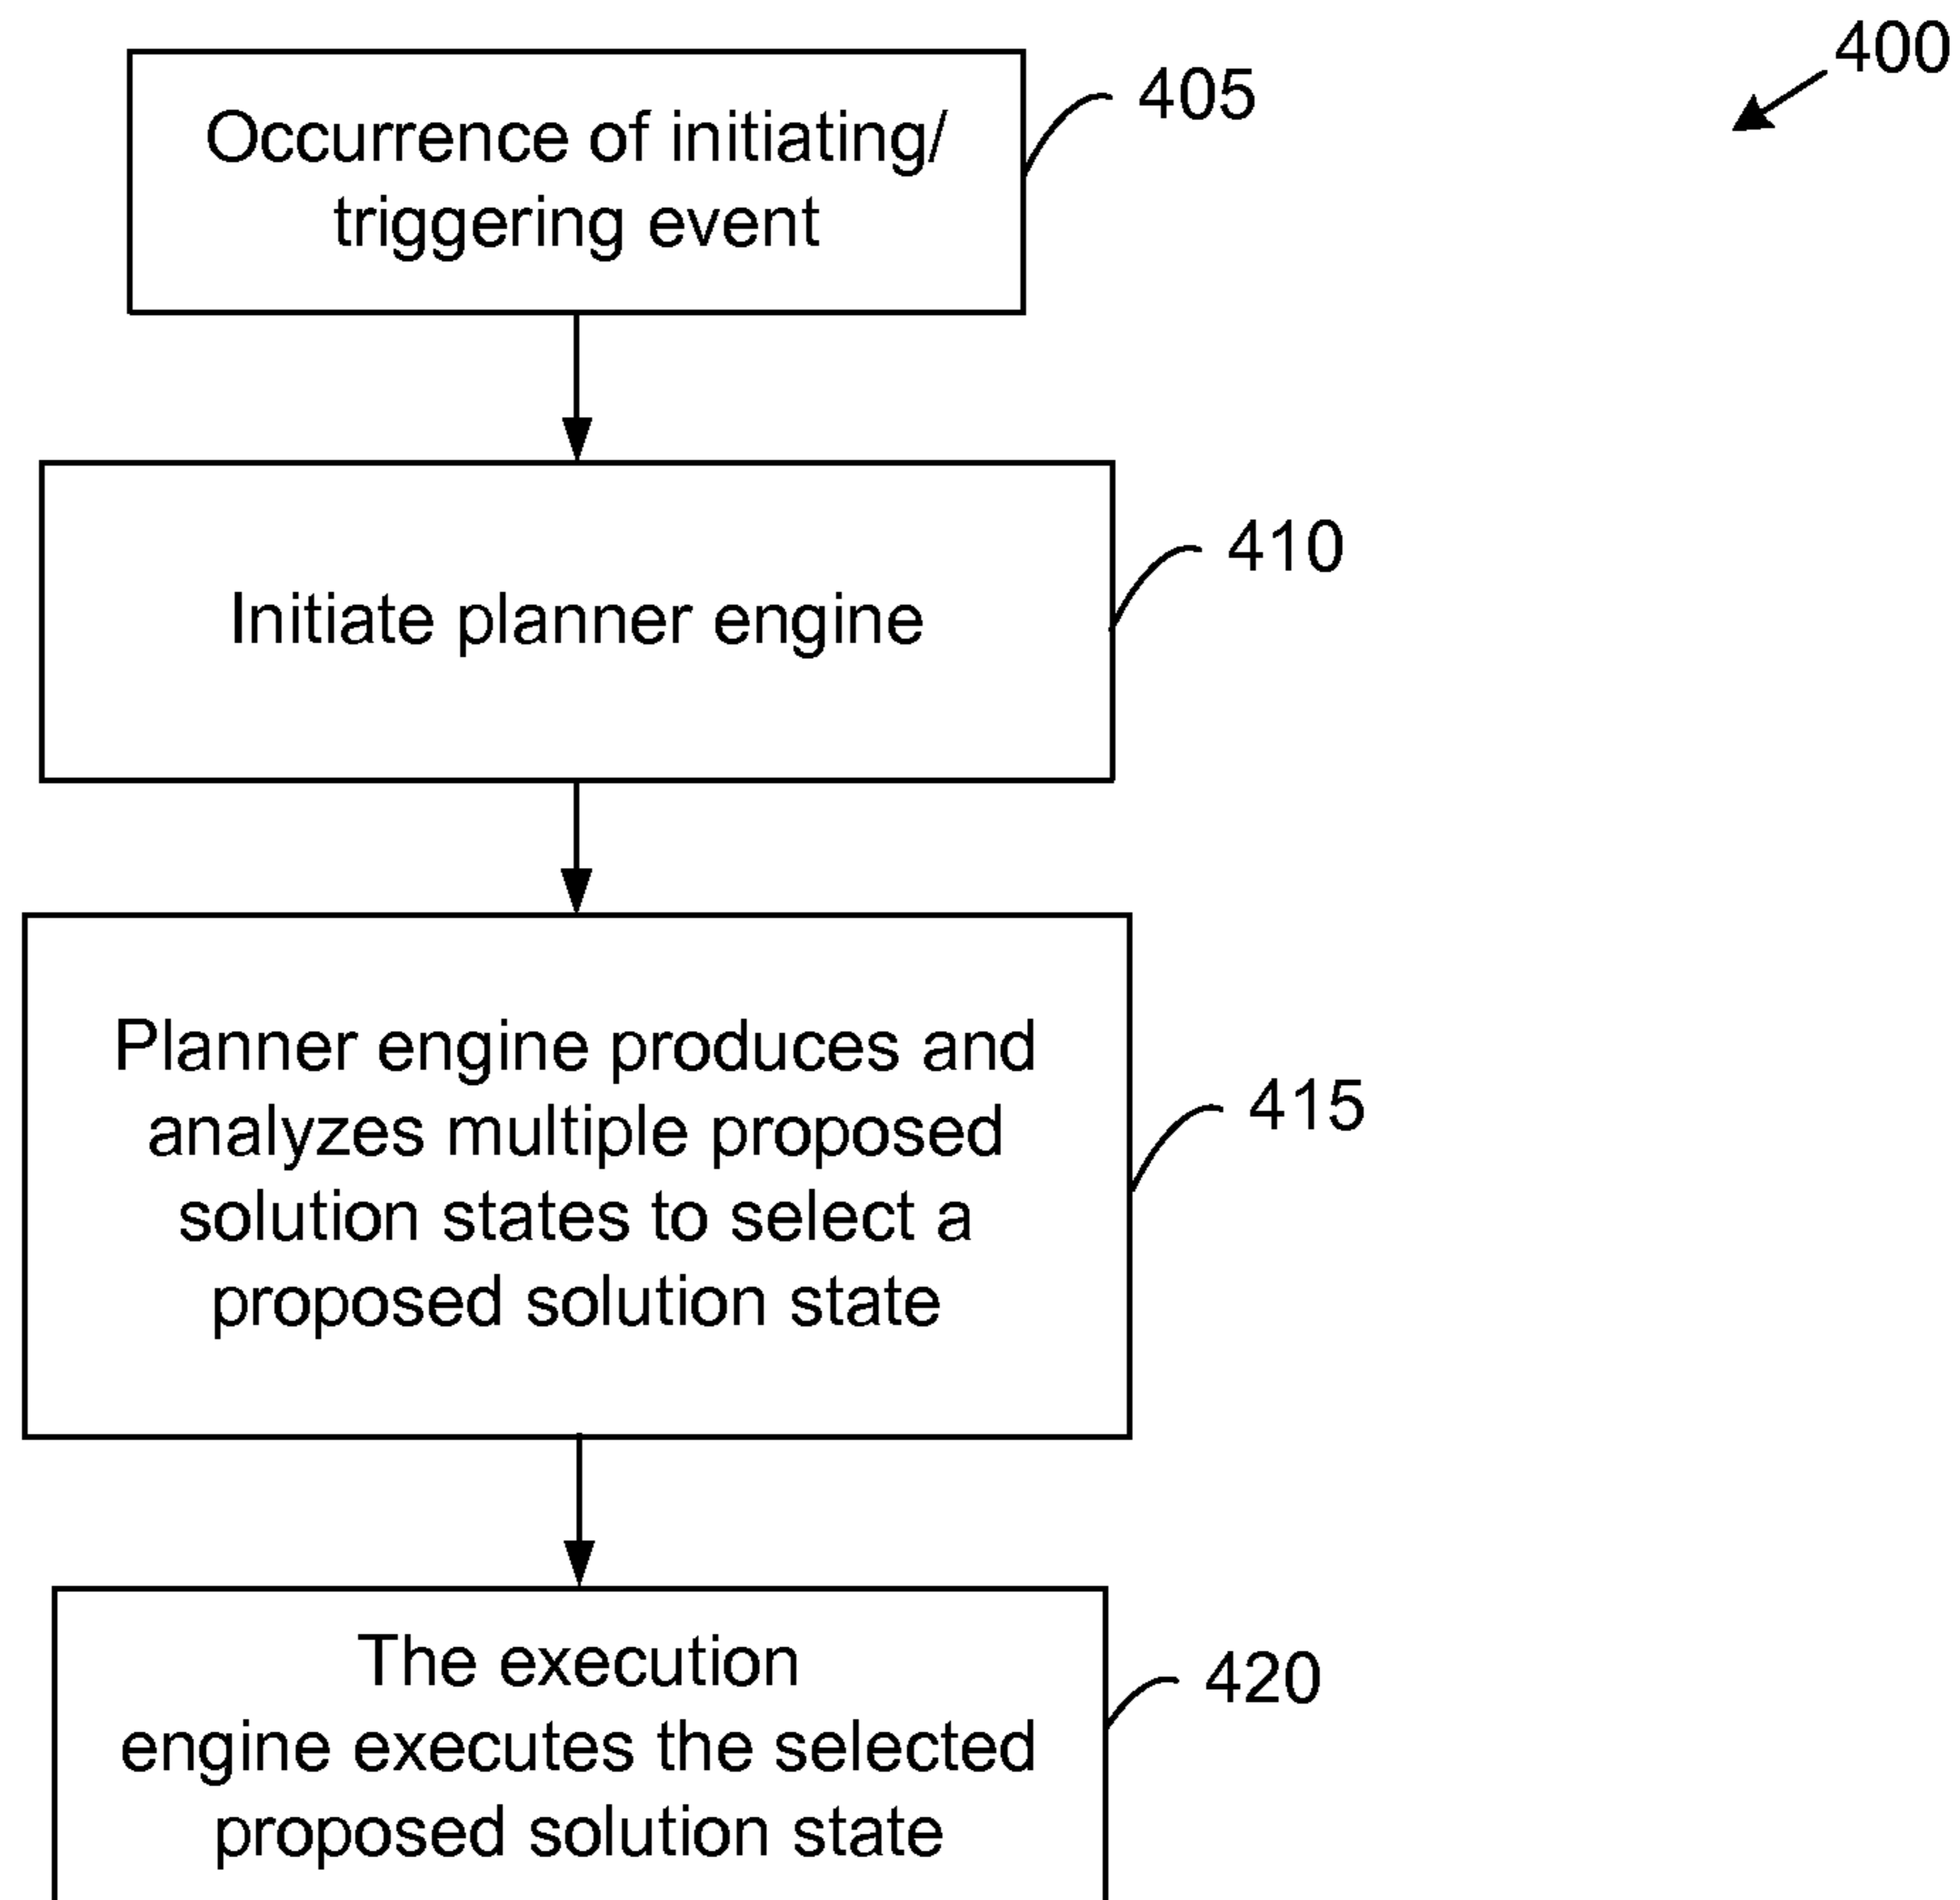 400
Occurrence of initiating/
triggering event
405
Initiate planner engine
410
Planner engine produces and
analyzes multiple proposed
solution states to select a
proposed solution state
415
The execution
engine executes the selected
proposed solution state
420